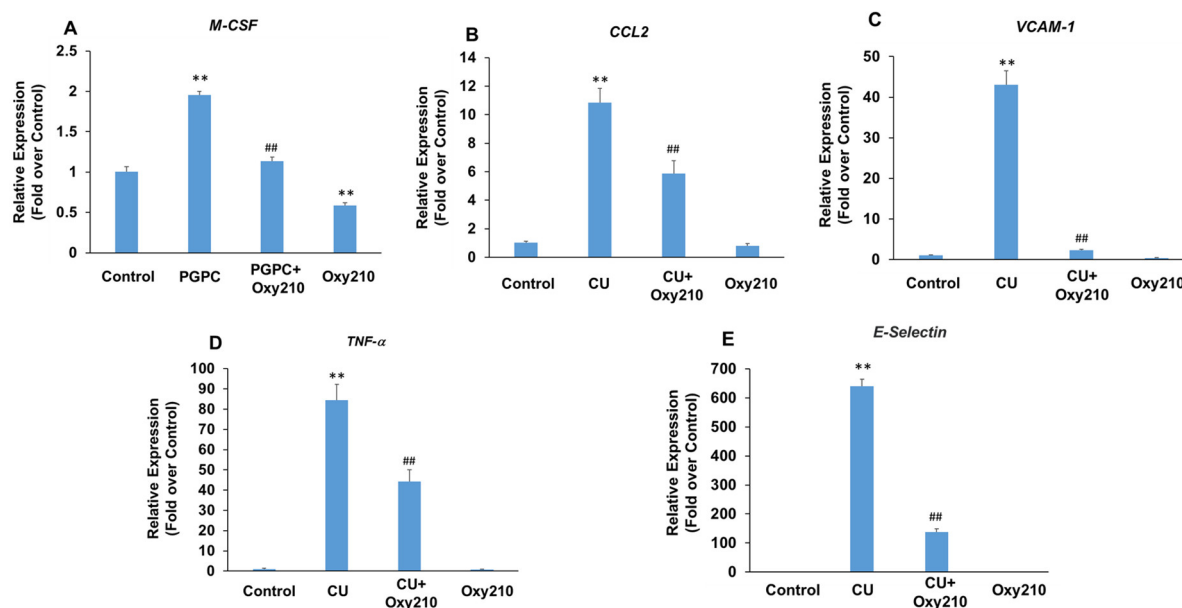 A
M-CSF
Relative Expression
(Fold over Control)
2.5
2
1.5
1
0.5
0
**
##
**
Control
PGPC
PGPC+
Oxy210
Oxy210
B
CCL2
Relative Expression
(Fold over Control)
14
12
10
8
6
4
2
0
**
##
Control
CU
CU+
Oxy210
Oxy210
C
VCAM-1
Relative Expression
(Fold over Control)
50
40
30
20
10
0
**
##
Control
CU
CU+
Oxy210
Oxy210
D
TNF-α
Relative Expression
(Fold over Control)
100
90
80
70
60
50
40
30
20
10
0
**
##
Control
CU
CU+
Oxy210
Oxy210
E
E-Selectin
Relative Expression
(Fold over Control)
700
600
500
400
300
200
100
0
**
##
Control
CU
CU+
Oxy210
Oxy210